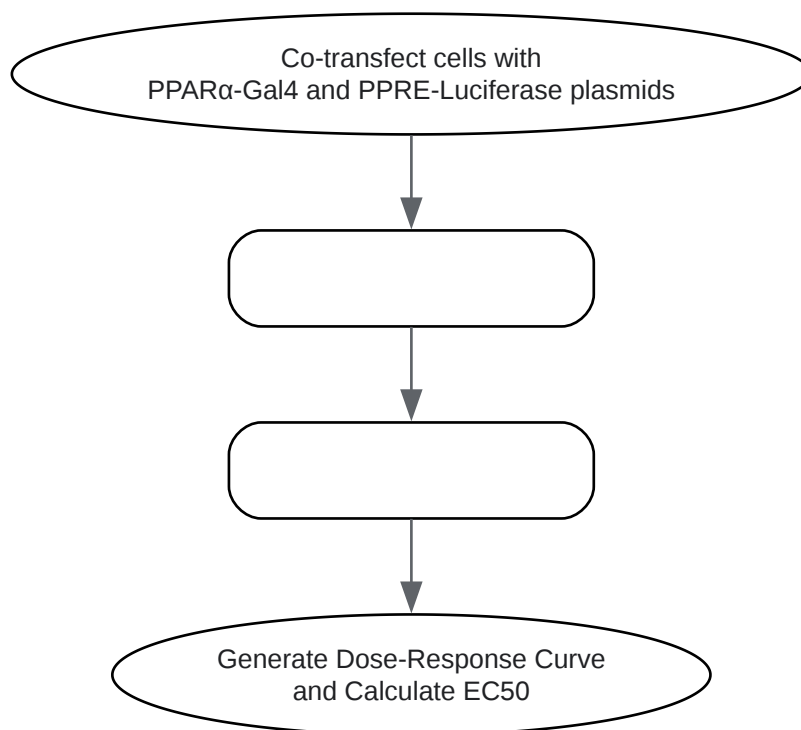 Co-transfect cells with
PPARα-Gal4 and PPRE-Luciferase plasmids
Generate Dose-Response Curve
and Calculate EC50